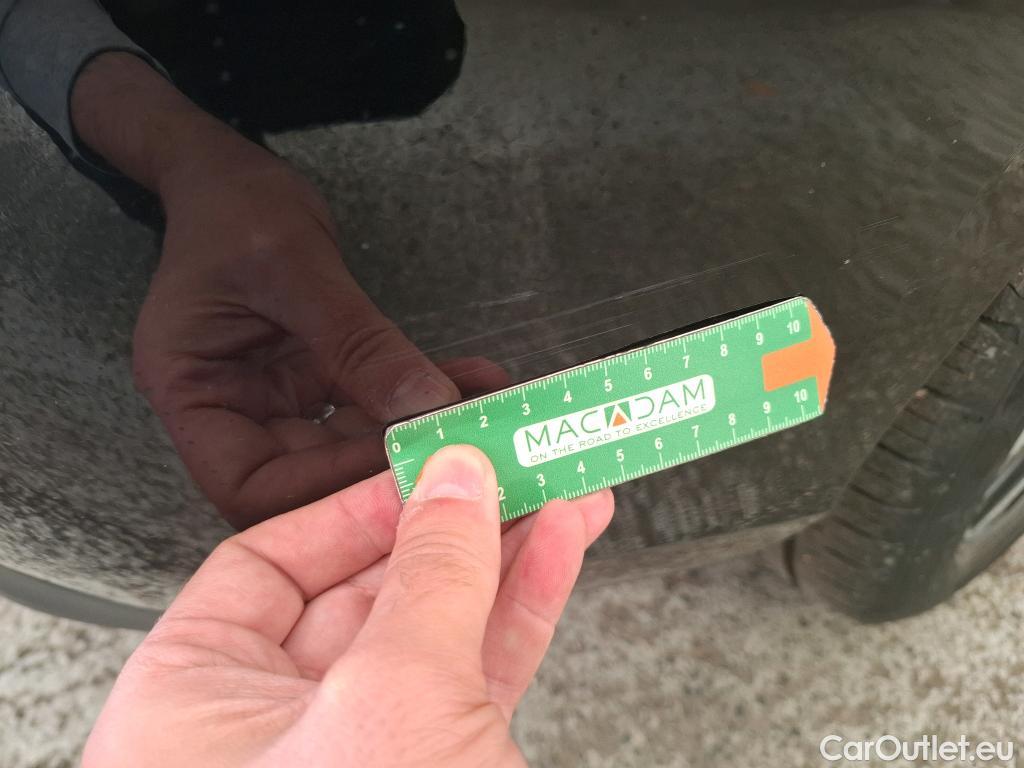 0 1 2 3 4 5 6 7 8 9 10
MACADAM
ON THE ROAD TO EXCELLENCE
2 3 4 5 6 7 8 9 10
CarOutlet.eu